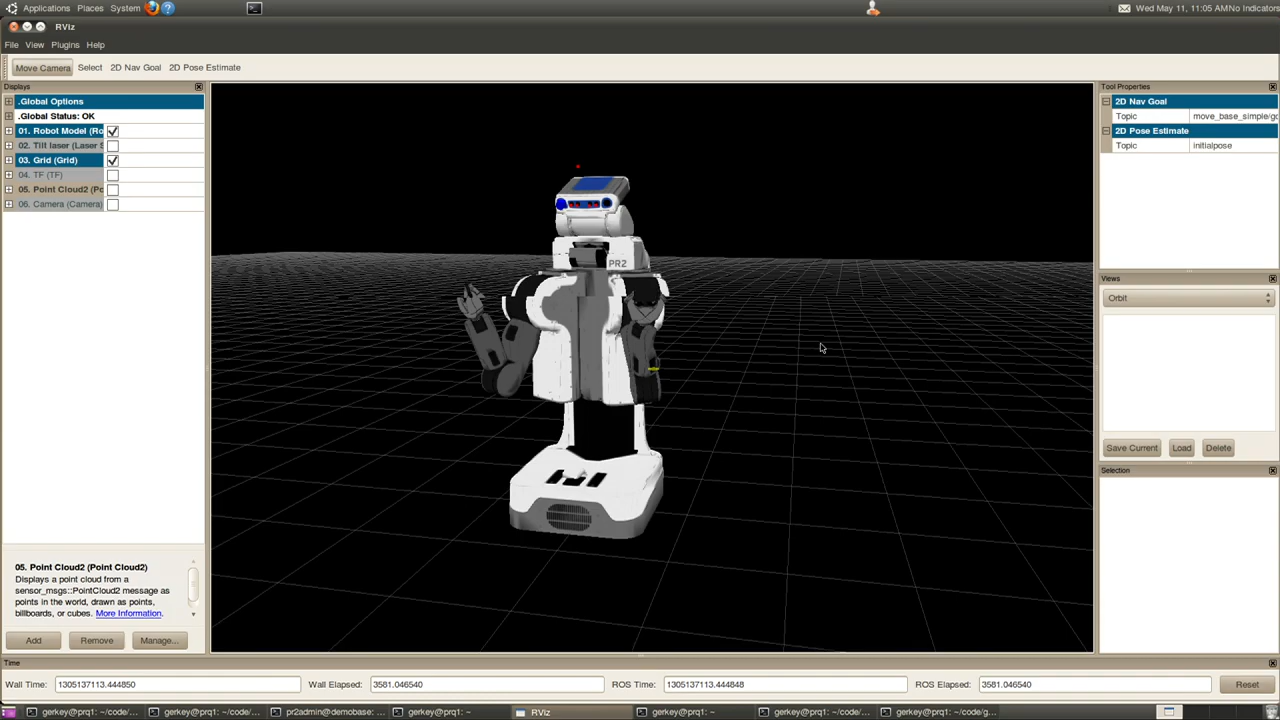 Applications Places System Wed May 11, 11:05 AM No Indicators
RViz
File View Plugins Help
Move Camera Select 2D Nav Goal 2D Pose Estimate
Displays
.Global Options
.Global Status: OK
01. Robot Model (Ro
02. Tilt laser (Laser S
03. Grid (Grid)
04. TF (TF)
05. Point Cloud2 (Pc
06. Camera (Camera)
PR2
05. Point Cloud2 (Point Cloud2)
Displays a point cloud from a
sensor_msgs::PointCloud2 message as
points in the world, drawn as points,
billboards, or cubes. More Information.
Add Remove Manage...
Tool Properties
2D Nav Goal
Topic move_base_simple/go
2D Pose Estimate
Topic initialpose
Views
Orbit
Save Current Load Delete
Selection
Time
Wall Time: 1305137113.444850 Wall Elapsed: 3581.046540 ROS Time: 1305137113.444848 ROS Elapsed: 3581.046540 Reset
gerkey@prq1: ~/code/... gerkey@prq1: ~/code/... pr2admin@demobase: ... gerkey@prq1: ~ RViz gerkey@prq1: ~ gerkey@prq1: ~/code/... gerkey@prq1: ~/code/g...